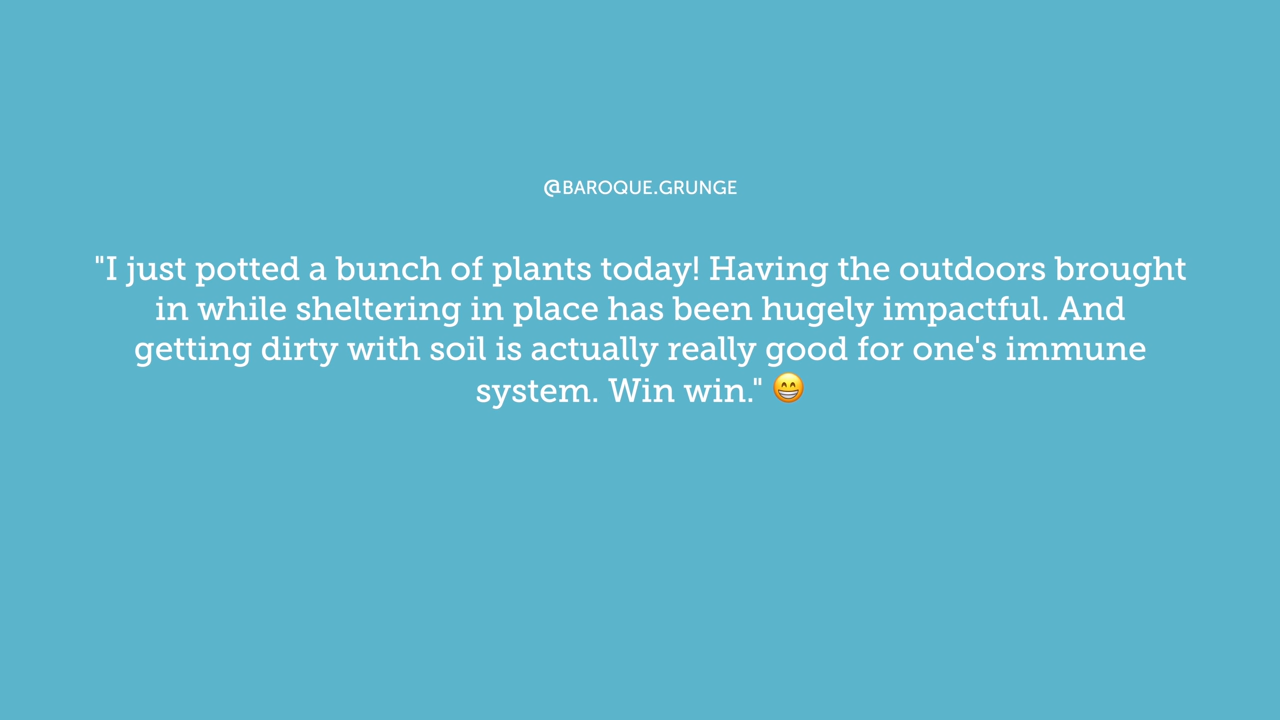 @BAROQUE.GRUNGE
"I just potted a bunch of plants today! Having the outdoors brought
in while sheltering in place has been hugely impactful. And
getting dirty with soil is actually really good for one's immune
system. Win win." 😁